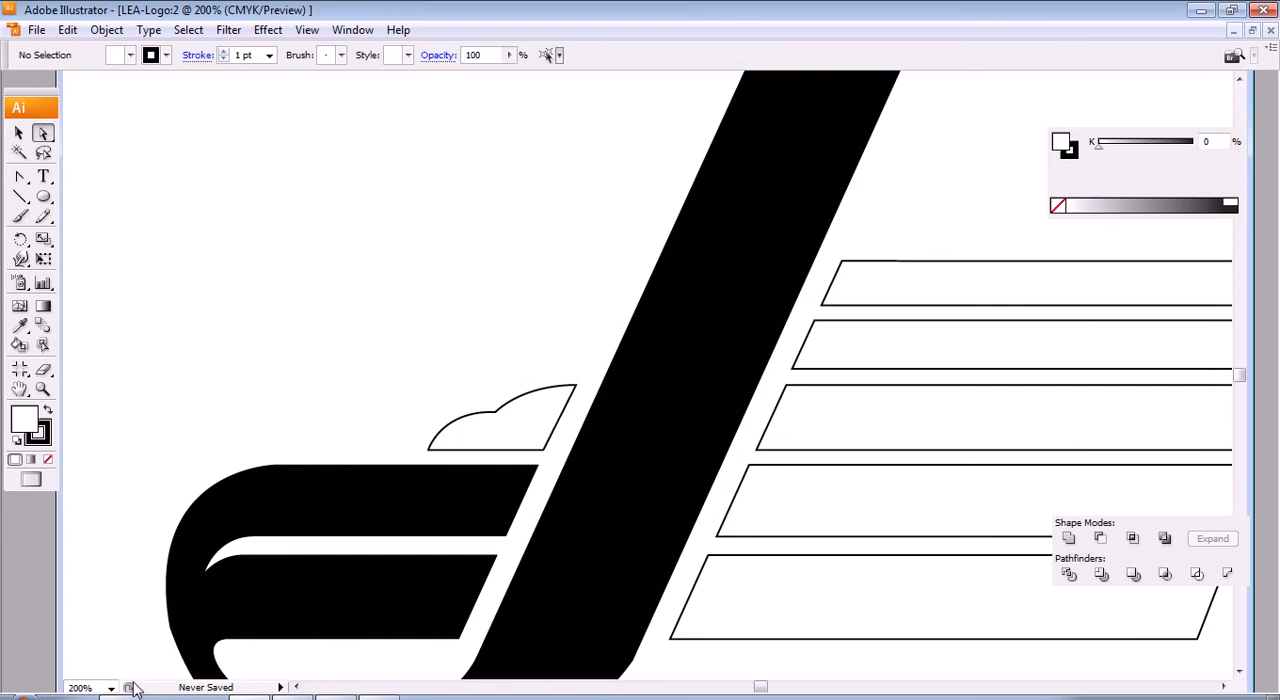 Adobe Illustrator - [LEA-Logo:2 @ 200% (CMYK/Preview) ]
File Edit Object Type Select Filter Effect View Window Help
No Selection Stroke: 1 pt Brush: Style: Opacity: 100 %
Ai
T
K 0 %
Shape Modes:
Expand
Pathfinders:
200% Never Saved